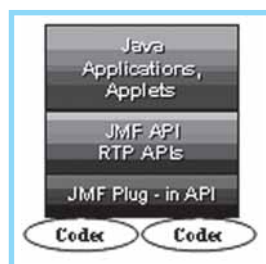 Java
Applications,
Applets
JMF API
RTP APIs
JMF Plug - in API
Codec Codec